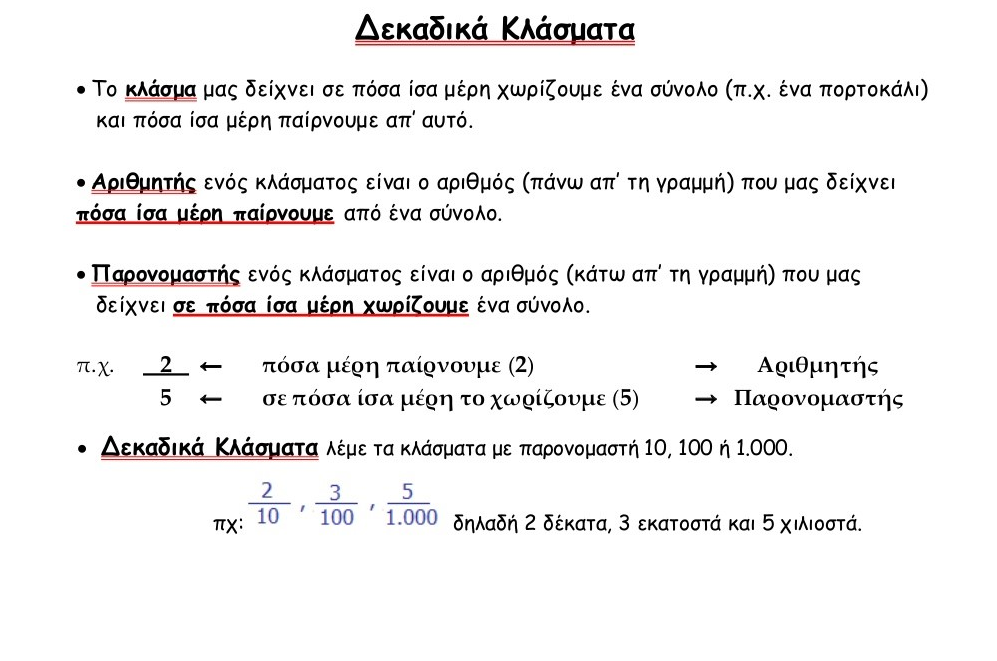 Δεκαδικά Κλάσματα
• Το κλάσμα μας δείχνει σε πόσα ίσα μέρη χωρίζουμε ένα σύνολο (π.χ. ένα πορτοκάλι)
και πόσα ίσα μέρη παίρνουμε απ' αυτό.
• Αριθμητής ενός κλάσματος είναι ο αριθμός (πάνω απ' τη γραμμή) που μας δείχνει
πόσα ίσα μέρη παίρνουμε από ένα σύνολο.
• Παρονομαστής ενός κλάσματος είναι ο αριθμός (κάτω απ' τη γραμμή) που μας
δείχνει σε πόσα ίσα μέρη χωρίζουμε ένα σύνολο.
π.χ. 2 ← πόσα μέρη παίρνουμε (2) → Αριθμητής
5 ← σε πόσα ίσα μέρη το χωρίζουμε (5) → Παρονομαστής
• Δεκαδικά Κλάσματα λέμε τα κλάσματα με παρονομαστή 10, 100 ή 1.000.
πχ: 2/10 , 3/100 , 5/1.000 δηλαδή 2 δέκατα, 3 εκατοστά και 5 χιλιοστά.